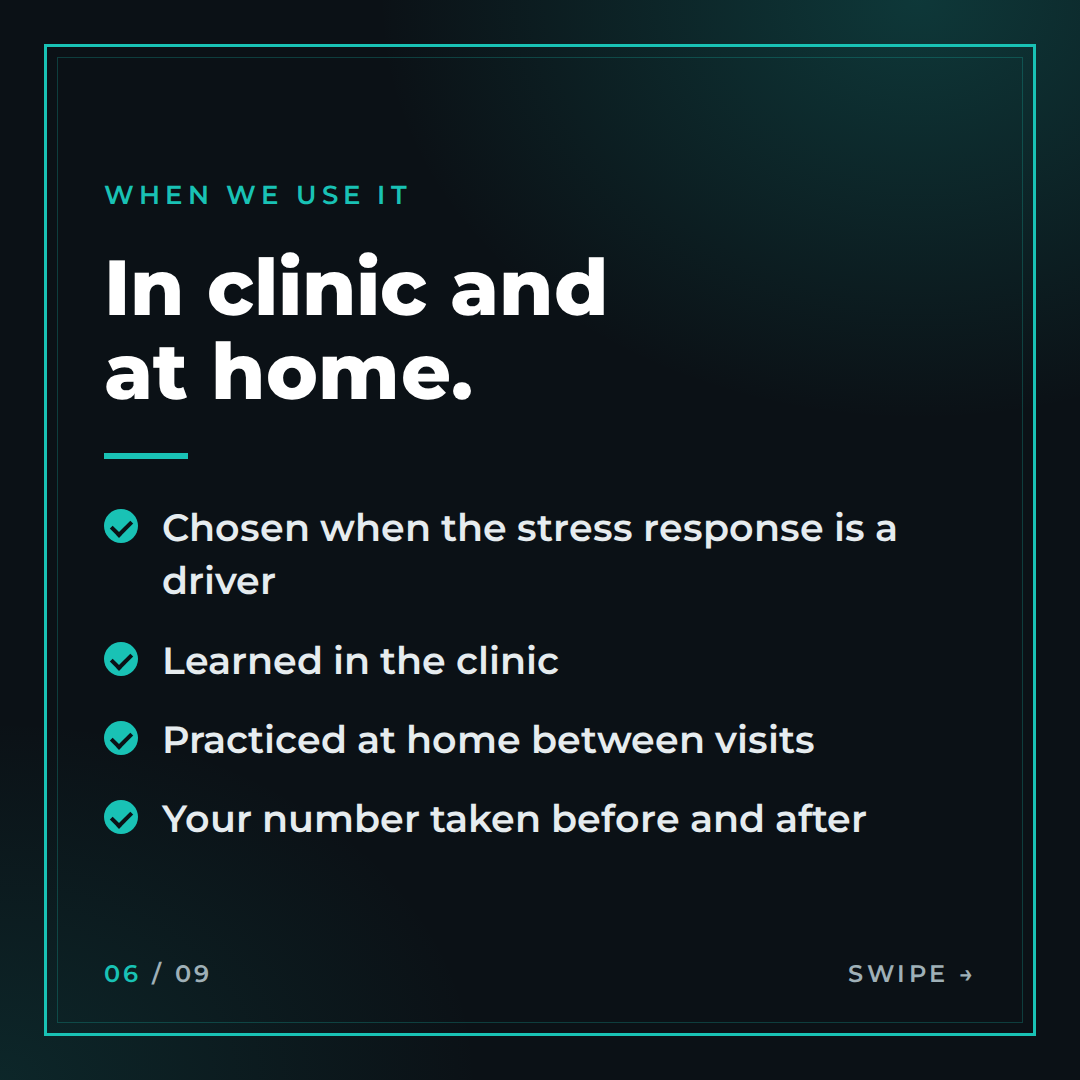 WHEN WE USE IT
In clinic and
at home.
Chosen when the stress response is a
driver
Learned in the clinic
Practiced at home between visits
Your number taken before and after
06 / 09
SWIPE →